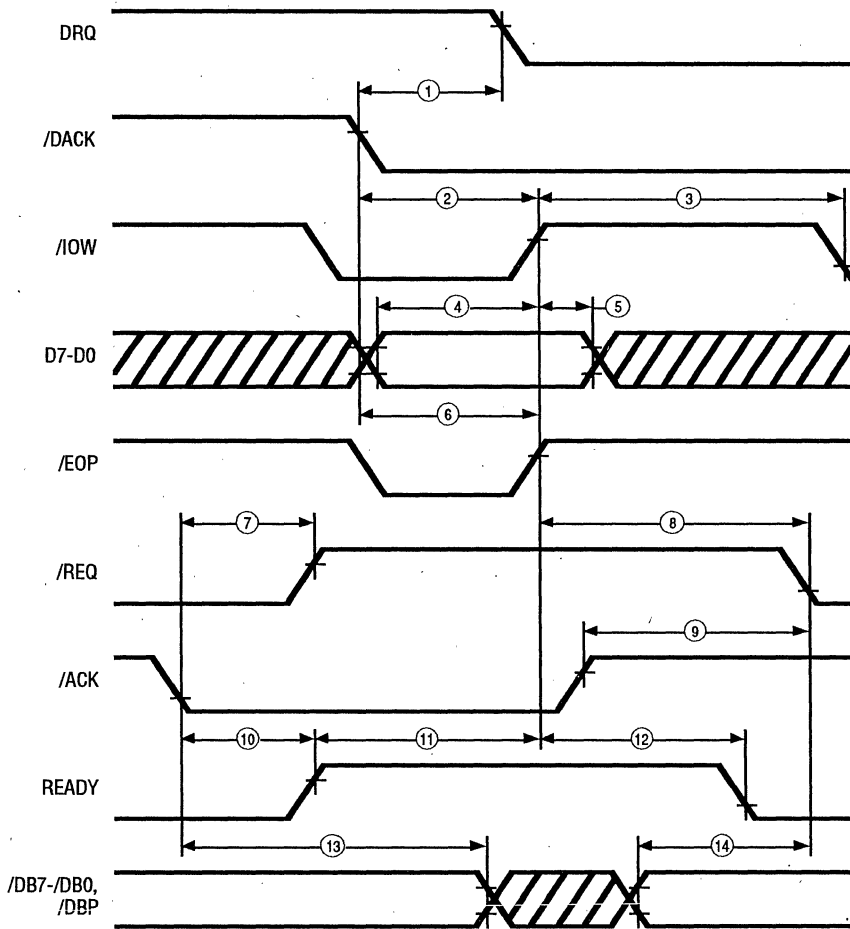 DRQ
①
/DACK
② ③
/IOW
④ ⑤
D7-D0
⑥
/EOP
⑦ ⑧
/REQ
⑨
/ACK
⑩ ⑪ ⑫
READY
⑬ ⑭
/DB7-/DB0,
/DBP